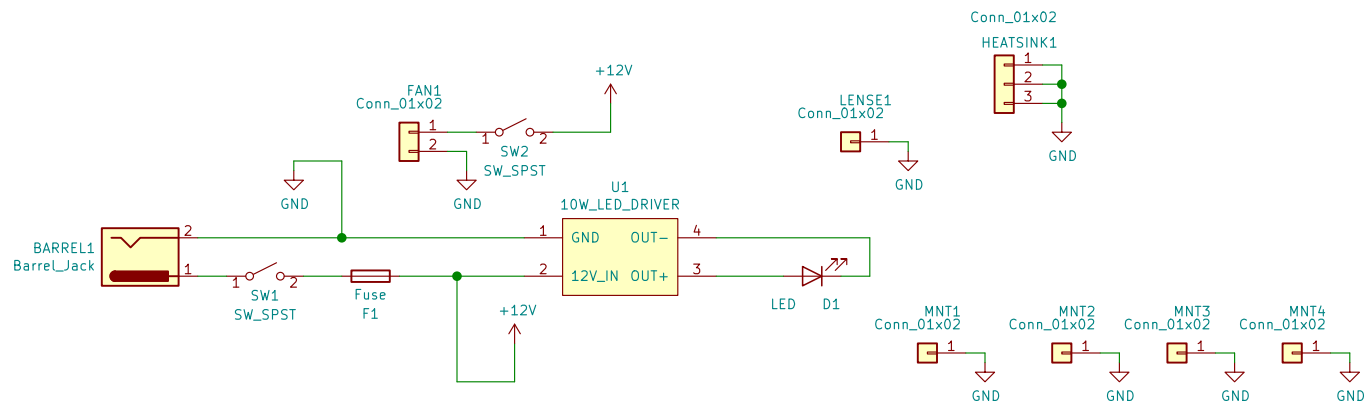 Conn_01x02
HEATSINK1
1
2
3
GND
+12V
FAN1
Conn_01x02
1
2
1
2
SW2
SW_SPST
GND
LENSE1
Conn_01x02
1
GND
GND
U1
10W_LED_DRIVER
BARREL1
Barrel_Jack
2
1
1
2
SW1
SW_SPST
Fuse
F1
1
GND
OUT-
4
2
12V_IN
OUT+
3
LED
D1
+12V
MNT1
Conn_01x02
1
GND
MNT2
Conn_01x02
1
GND
MNT3
Conn_01x02
1
GND
MNT4
Conn_01x02
1
GND